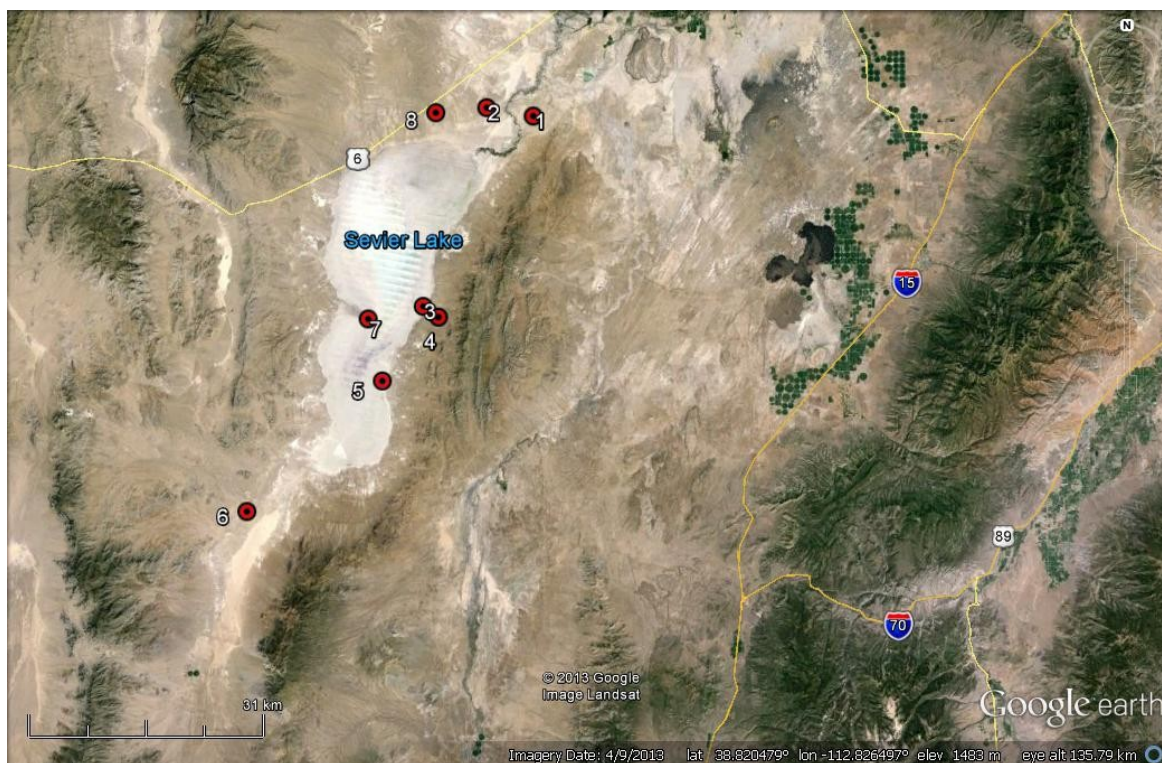 N
8
2
1
6
Sevier Lake
15
3
7
4
5
6
89
70
© 2013 Google
Image Landsat
31 km
Google earth
Imagery Date: 4/9/2013 lat 38.820479° lon -112.826497° elev 1483 m eye alt 135.79 km